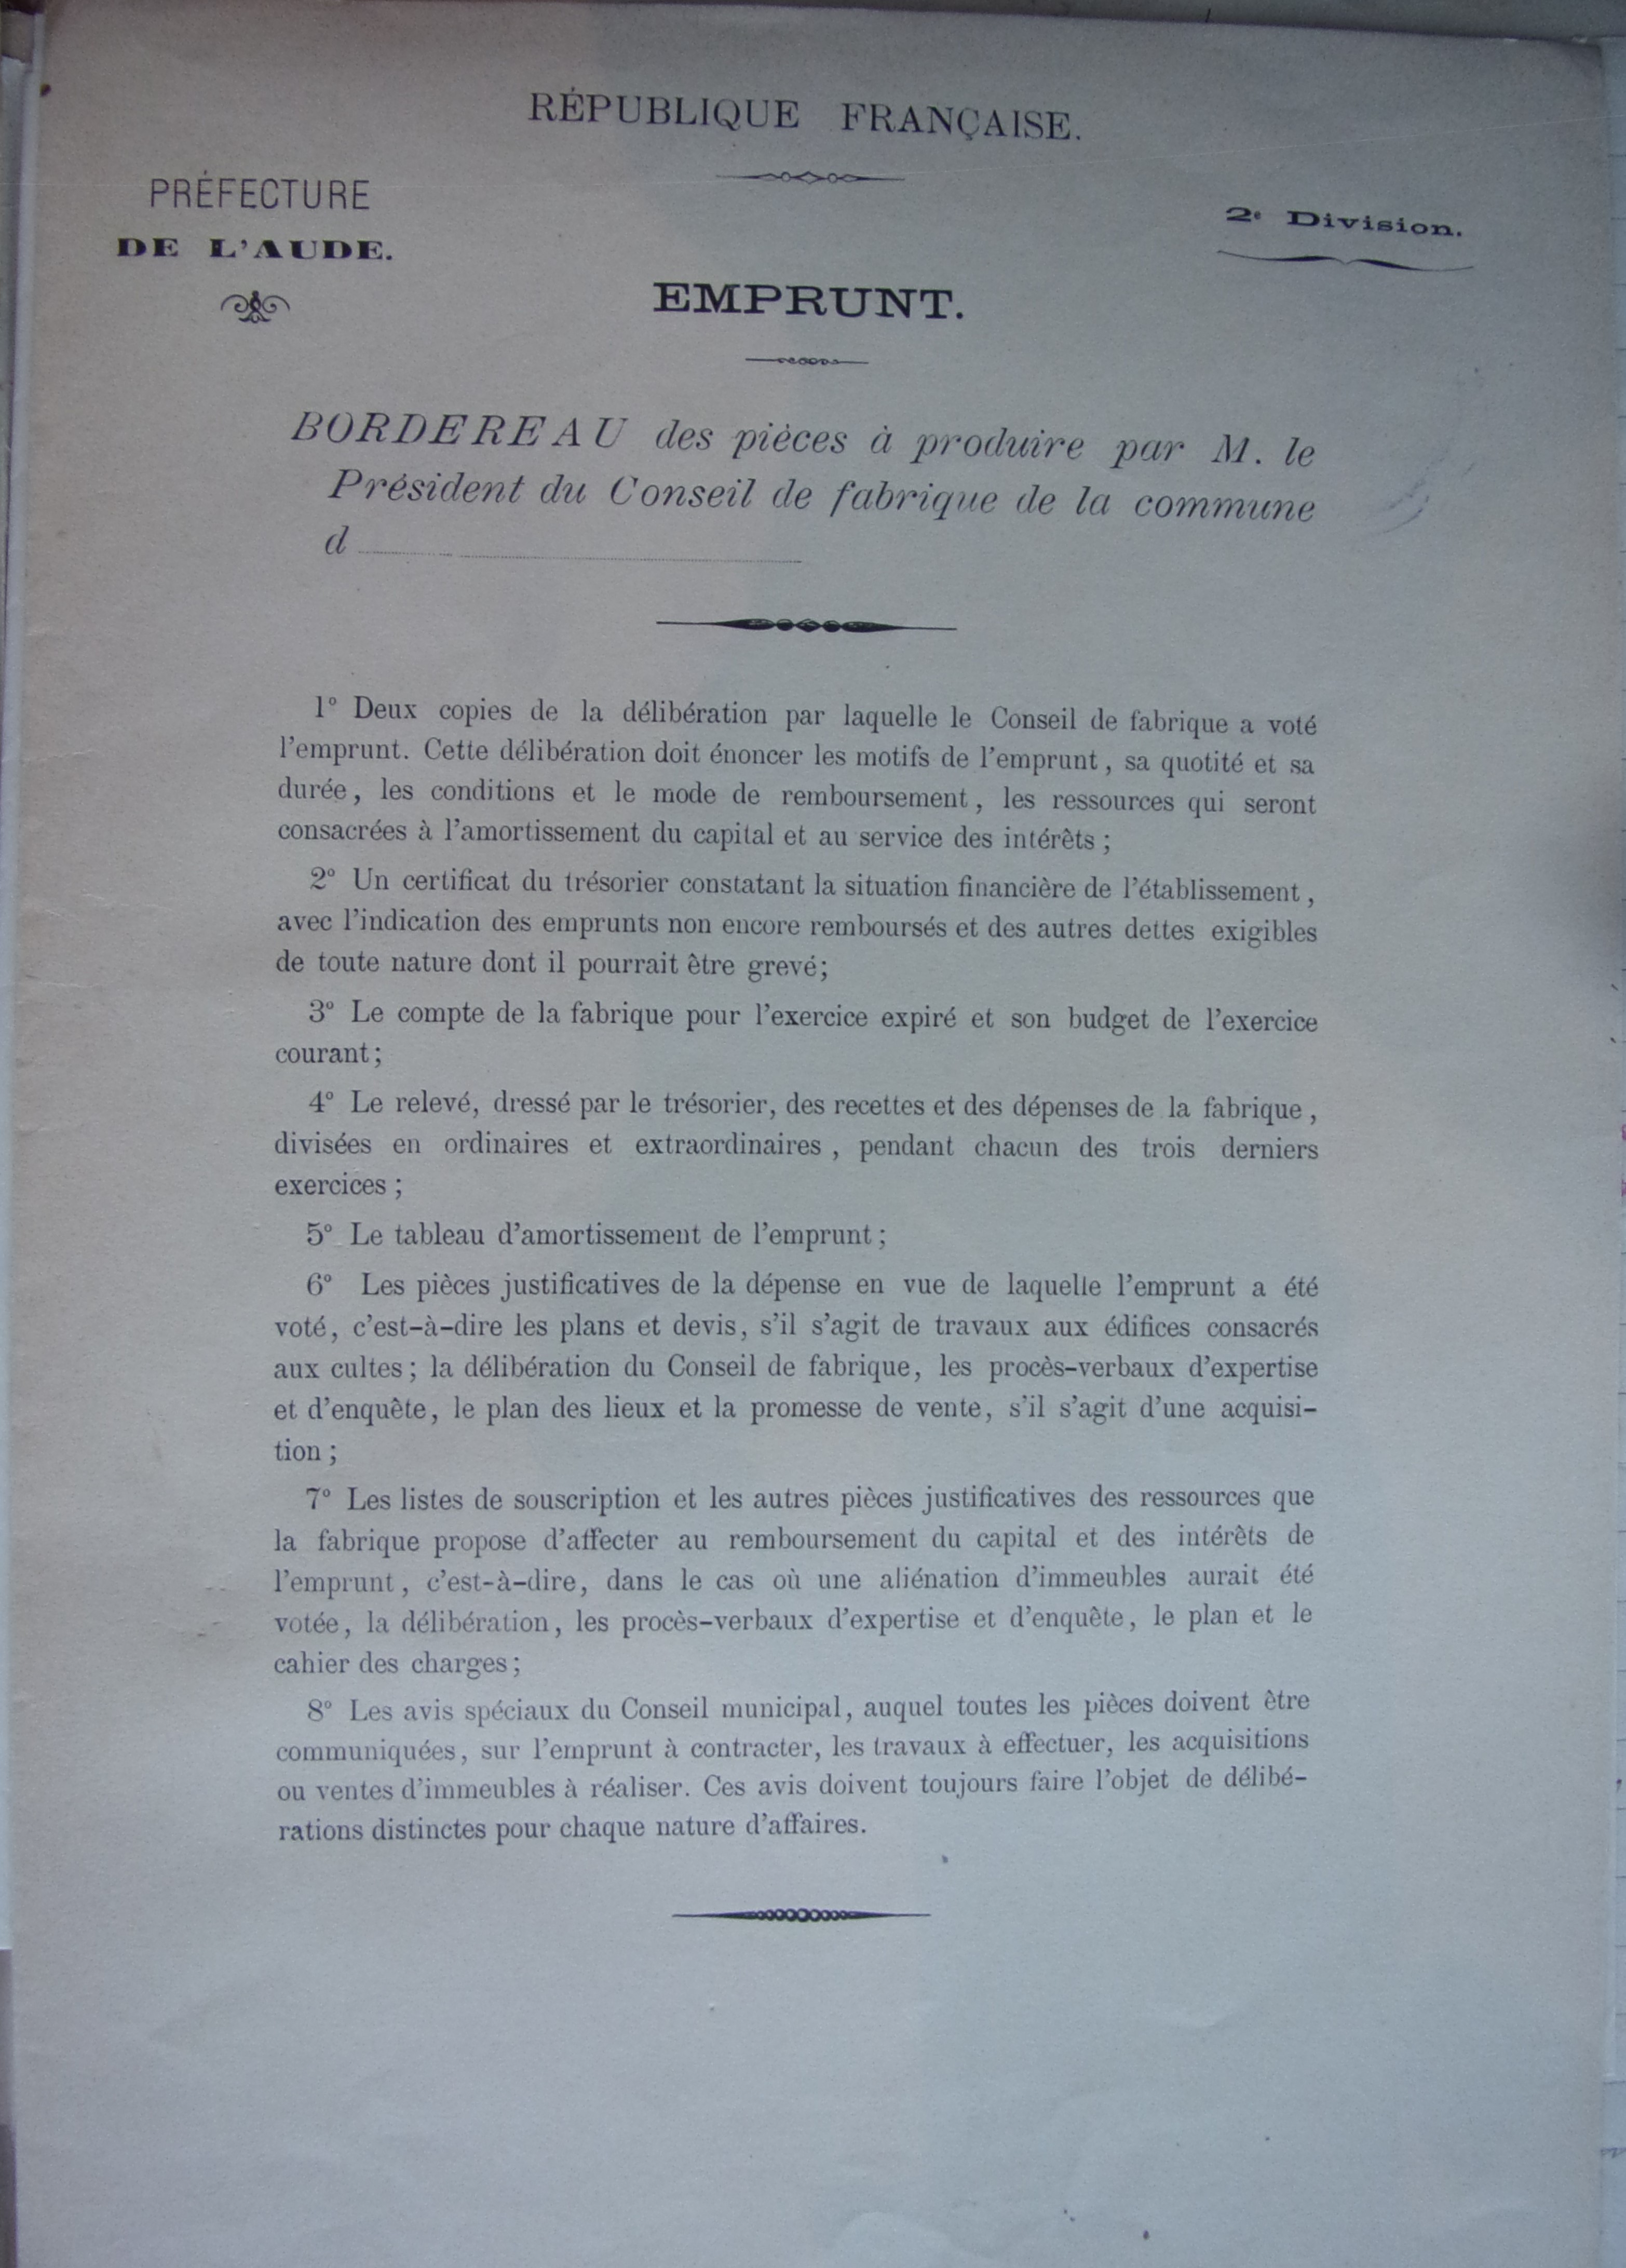 RÉPUBLIQUE FRANÇAISE.
PRÉFECTURE
DE L'AUDE.
2e Division.
EMPRUNT.
BORDEREAU des pièces à produire par M. le
Président du Conseil de fabrique de la commune
d
1° Deux copies de la délibération par laquelle le Conseil de fabrique a voté
l'emprunt. Cette délibération doit énoncer les motifs de l'emprunt, sa quotité et sa
durée, les conditions et le mode de remboursement, les ressources qui seront
consacrées à l'amortissement du capital et au service des intérêts ;
2° Un certificat du trésorier constatant la situation financière de l'établissement,
avec l'indication des emprunts non encore remboursés et des autres dettes exigibles
de toute nature dont il pourrait être grevé;
3° Le compte de la fabrique pour l'exercice expiré et son budget de l'exercice
courant;
4° Le relevé, dressé par le trésorier, des recettes et des dépenses de la fabrique,
divisées en ordinaires et extraordinaires, pendant chacun des trois derniers
exercices ;
5° Le tableau d'amortissement de l'emprunt ;
6° Les pièces justificatives de la dépense en vue de laquelle l'emprunt a été
voté, c'est-à-dire les plans et devis, s'il s'agit de travaux aux édifices consacrés
aux cultes; la délibération du Conseil de fabrique, les procès-verbaux d'expertise
et d'enquête, le plan des lieux et la promesse de vente, s'il s'agit d'une acquisi-
tion ;
7° Les listes de souscription et les autres pièces justificatives des ressources que
la fabrique propose d'affecter au remboursement du capital et des intérêts de
l'emprunt, c'est-à-dire, dans le cas où une aliénation d'immeubles aurait été
votée, la délibération, les procès-verbaux d'expertise et d'enquête, le plan et le
cahier des charges;
8° Les avis spéciaux du Conseil municipal, auquel toutes les pièces doivent être
communiquées, sur l'emprunt à contracter, les travaux à effectuer, les acquisitions
ou ventes d'immeubles à réaliser. Ces avis doivent toujours faire l'objet de délibé-
rations distinctes pour chaque nature d'affaires.